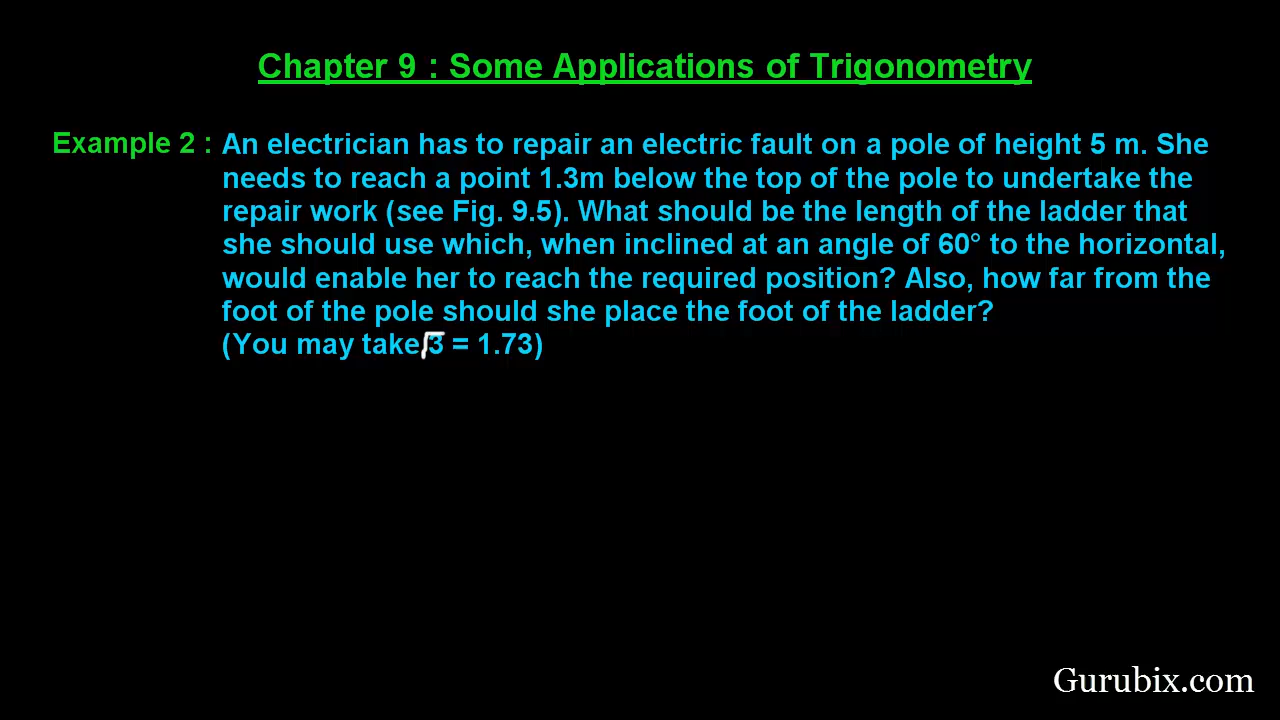 Chapter 9 : Some Applications of Trigonometry
Example 2 : An electrician has to repair an electric fault on a pole of height 5 m. She
needs to reach a point 1.3m below the top of the pole to undertake the
repair work (see Fig. 9.5). What should be the length of the ladder that
she should use which, when inclined at an angle of 60° to the horizontal,
would enable her to reach the required position? Also, how far from the
foot of the pole should she place the foot of the ladder?
(You may take √3 = 1.73)
Gurubix.com